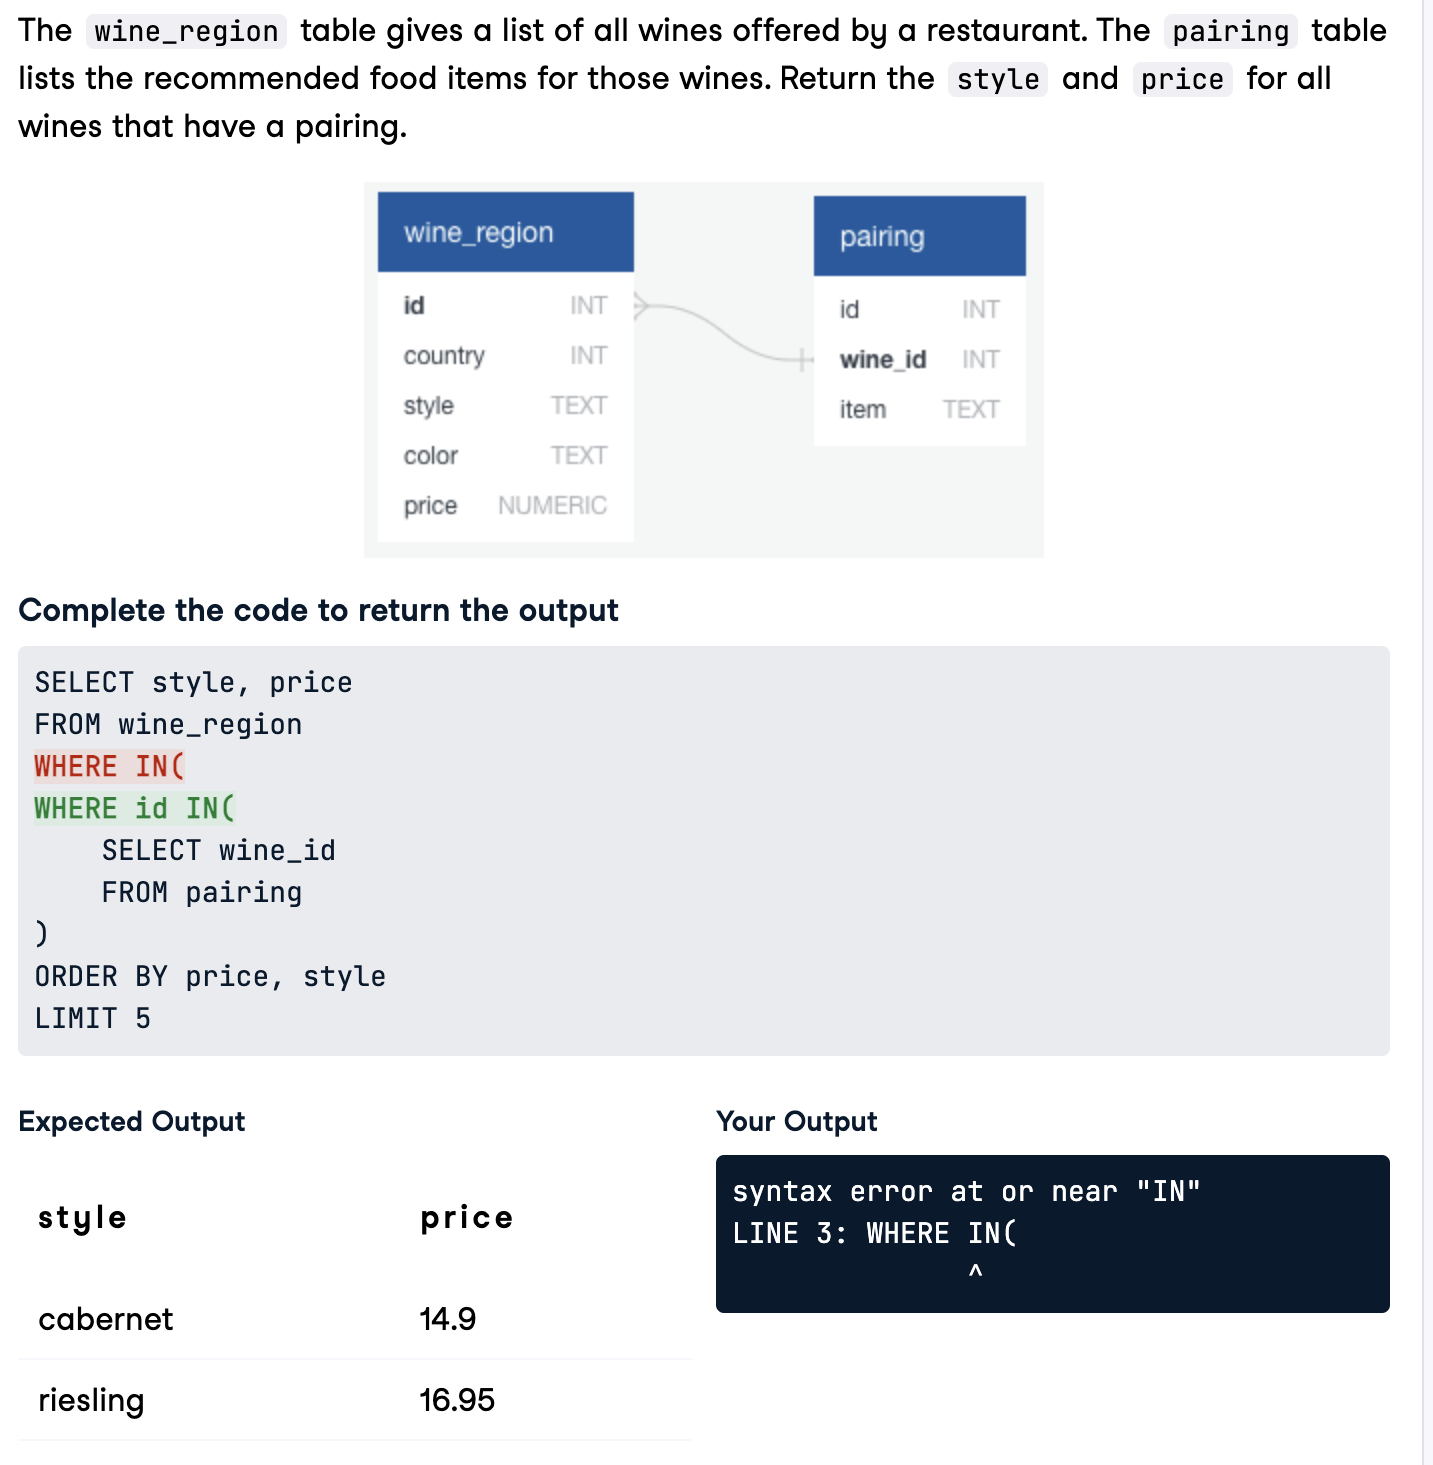 The wine_region table gives a list of all wines offered by a restaurant. The pairing table
lists the recommended food items for those wines. Return the style and price for all
wines that have a pairing.
wine_region
id INT
country INT
style TEXT
color TEXT
price NUMERIC
pairing
id INT
wine_id INT
item TEXT
Complete the code to return the output
SELECT style, price
FROM wine_region
WHERE IN(
WHERE id IN(
    SELECT wine_id
    FROM pairing
)
ORDER BY price, style
LIMIT 5
Expected Output
style price
cabernet 14.9
riesling 16.95
Your Output
syntax error at or near "IN"
LINE 3: WHERE IN(
              ^